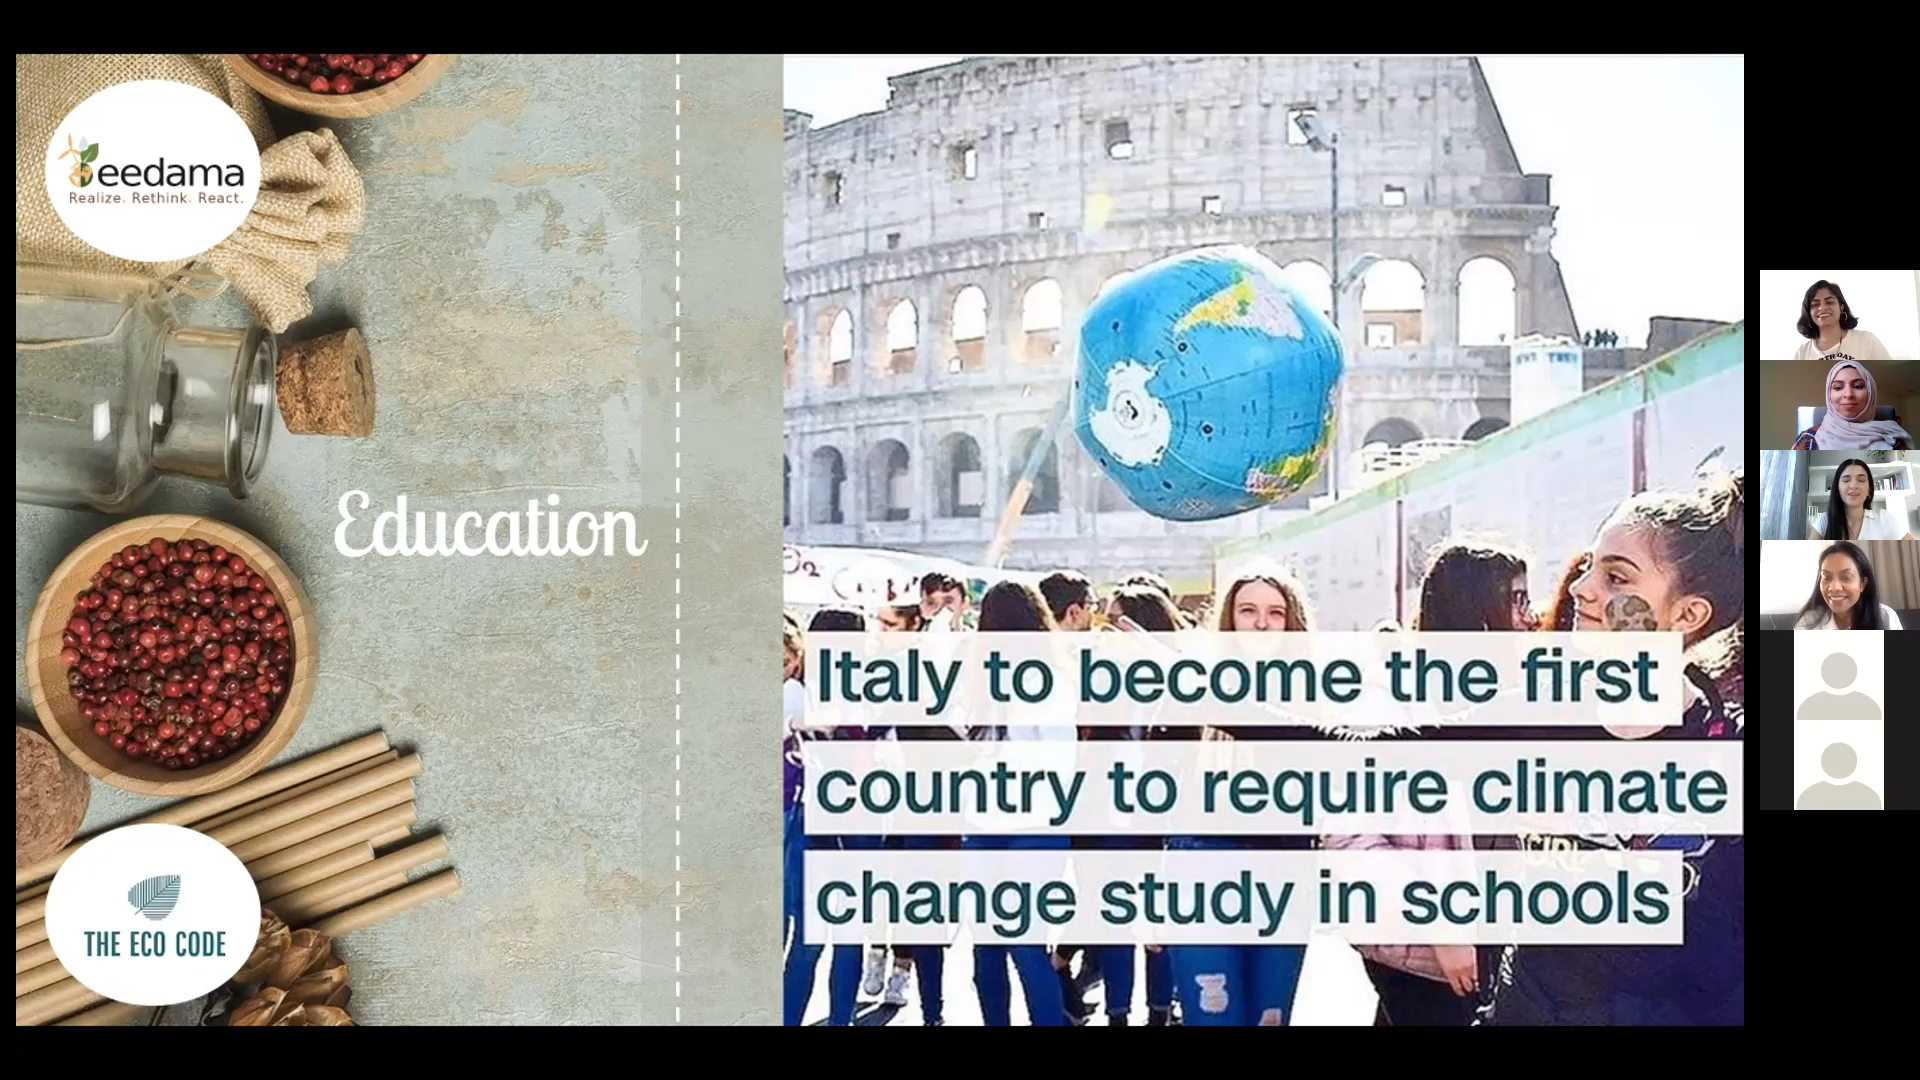 eedama
Realize. Rethink. React.
Education
THE ECO CODE
Italy to become the first
country to require climate
change study in schools